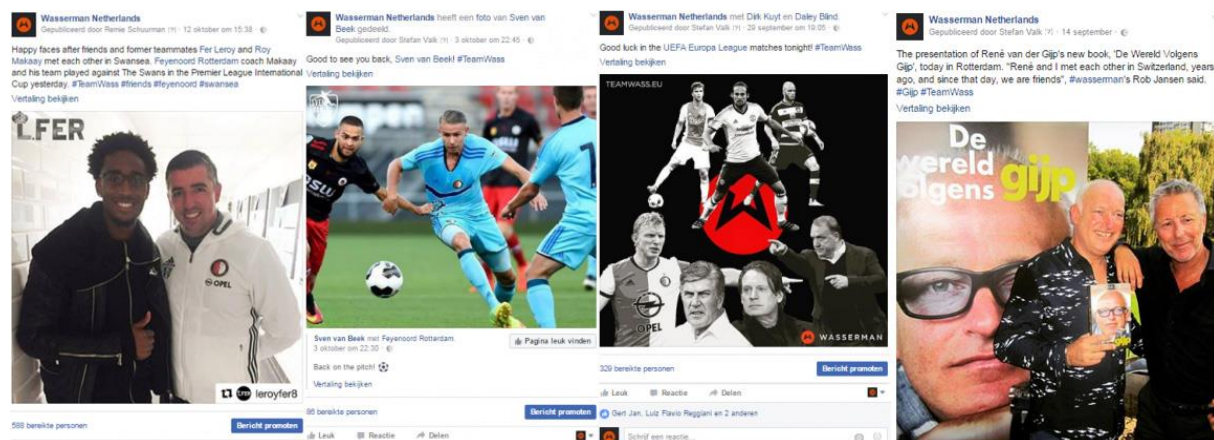 Wasserman Netherlands
Gepubliceerd door Remie Schuurman [?] · 12 oktober om 15:38 ·
Happy faces after friends and former teammates Fer Leroy and Roy
Makaay met each other in Swansea. Feyenoord Rotterdam coach Makaay
and his team played against The Swans in the Premier League International
Cup yesterday. #TeamWass #friends #feyenoord #swansea
Vertaling bekijken
L.FER
OPEL
leroyfer8
588 bereikte personen
Bericht promoten
Wasserman Netherlands heeft een foto van Sven van
Beek gedeeld.
Gepubliceerd door Stefan Valk [?] · 3 oktober om 22:45 ·
Good to see you back, Sven van Beek! #TeamWass
Vertaling bekijken
Sven van Beek met Feyenoord Rotterdam
3 oktober om 22:30 ·
Pagina leuk vinden
Back on the pitch!
Vertaling bekijken
86 bereikte personen
Bericht promoten
Leuk Reactie Delen
Wasserman Netherlands met Dirk Kuyt en Daley Blind.
Gepubliceerd door Stefan Valk [?] · 29 september om 19:05 ·
Good luck in the UEFA Europa League matches tonight! #TeamWass
Vertaling bekijken
TEAMWASS.EU
OPEL
WASSERMAN
329 bereikte personen
Bericht promoten
Leuk Reactie Delen
Gert Jan, Luiz Flavio Reggiani en 2 anderen
Schrijf een reactie...
Wasserman Netherlands
Gepubliceerd door Stefan Valk [?] · 14 september ·
The presentation of René van der Gijp's new book, 'De Wereld Volgens
Gijp', today in Rotterdam. "René and I met each other in Switzerland, years
ago, and since that day, we are friends", #wasserman's Rob Jansen said.
#Gijp #TeamWass
Vertaling bekijken
De
wereld
volgens
gijp